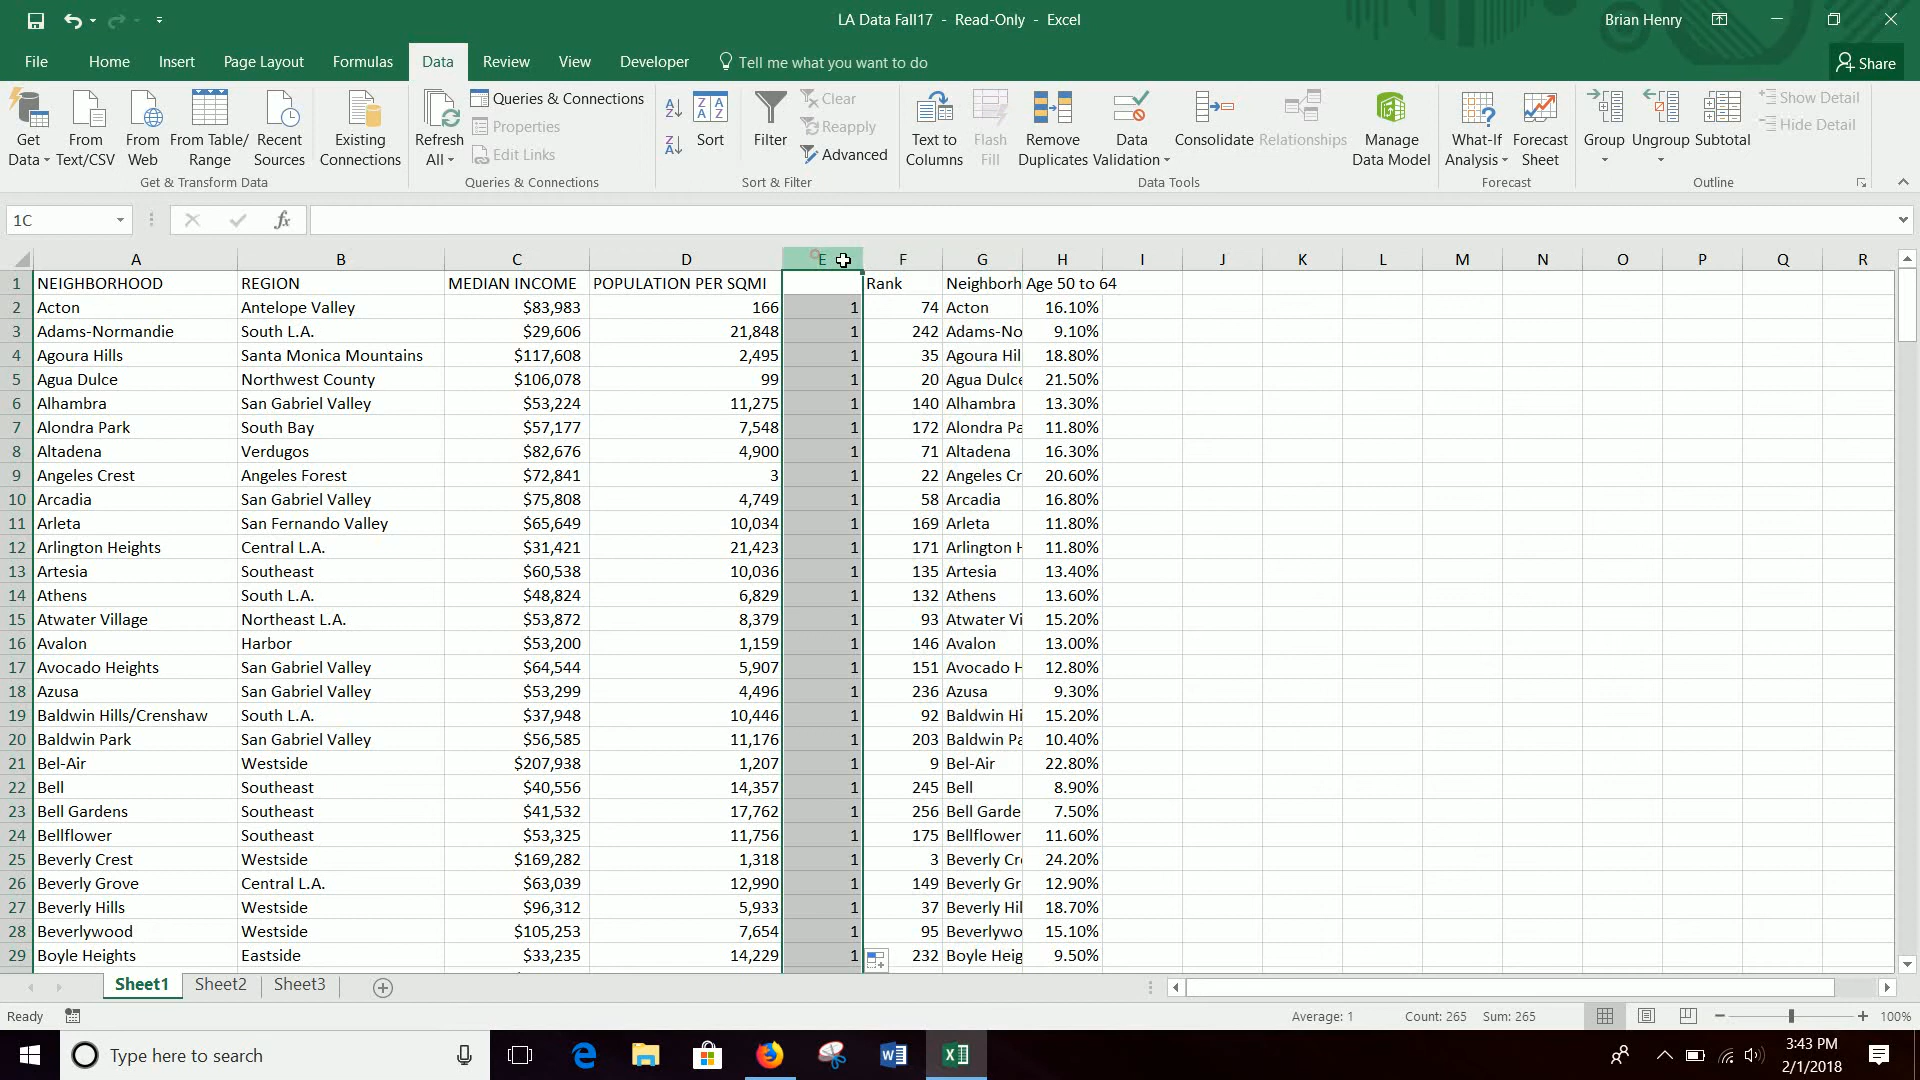 LA Data Fall17 - Read-Only - Excel
Brian Henry
File Home Insert Page Layout Formulas Data Review View Developer Tell me what you want to do Share
Get Data
From Text/CSV
From Web
From Table/ Range
Recent Sources
Existing Connections
Refresh All
Queries & Connections
Properties
Edit Links
Sort
Filter
Clear
Reapply
Advanced
Text to Columns
Flash Fill
Remove Duplicates
Data Validation
Consolidate
Relationships
Manage Data Model
What-If Analysis
Forecast Sheet
Group
Ungroup
Subtotal
Show Detail
Hide Detail
Get & Transform Data Queries & Connections Sort & Filter Data Tools Forecast Outline
1C fx
A B C D E F G H I J K L M N O P Q R
1 NEIGHBORHOOD REGION MEDIAN INCOME POPULATION PER SQMI Rank Neighborh Age 50 to 64
2 Acton Antelope Valley $83,983 166 1 74 Acton 16.10%
3 Adams-Normandie South L.A. $29,606 21,848 1 242 Adams-No 9.10%
4 Agoura Hills Santa Monica Mountains $117,608 2,495 1 35 Agoura Hil 18.80%
5 Agua Dulce Northwest County $106,078 99 1 20 Agua Dulce 21.50%
6 Alhambra San Gabriel Valley $53,224 11,275 1 140 Alhambra 13.30%
7 Alondra Park South Bay $57,177 7,548 1 172 Alondra Pa 11.80%
8 Altadena Verdugos $82,676 4,900 1 71 Altadena 16.30%
9 Angeles Crest Angeles Forest $72,841 3 1 22 Angeles Cr 20.60%
10 Arcadia San Gabriel Valley $75,808 4,749 1 58 Arcadia 16.80%
11 Arleta San Fernando Valley $65,649 10,034 1 169 Arleta 11.80%
12 Arlington Heights Central L.A. $31,421 21,423 1 171 Arlington H 11.80%
13 Artesia Southeast $60,538 10,036 1 135 Artesia 13.40%
14 Athens South L.A. $48,824 6,829 1 132 Athens 13.60%
15 Atwater Village Northeast L.A. $53,872 8,379 1 93 Atwater Vi 15.20%
16 Avalon Harbor $53,200 1,159 1 146 Avalon 13.00%
17 Avocado Heights San Gabriel Valley $64,544 5,907 1 151 Avocado H 12.80%
18 Azusa San Gabriel Valley $53,299 4,496 1 236 Azusa 9.30%
19 Baldwin Hills/Crenshaw South L.A. $37,948 10,446 1 92 Baldwin Hi 15.20%
20 Baldwin Park San Gabriel Valley $56,585 11,176 1 203 Baldwin Pa 10.40%
21 Bel-Air Westside $207,938 1,207 1 9 Bel-Air 22.80%
22 Bell Southeast $40,556 14,357 1 245 Bell 8.90%
23 Bell Gardens Southeast $41,532 17,762 1 256 Bell Garde 7.50%
24 Bellflower Southeast $53,325 11,756 1 175 Bellflower 11.60%
25 Beverly Crest Westside $169,282 1,318 1 3 Beverly Cr 24.20%
26 Beverly Grove Central L.A. $63,039 12,990 1 149 Beverly Gr 12.90%
27 Beverly Hills Westside $96,312 5,933 1 37 Beverly Hil 18.70%
28 Beverlywood Westside $105,253 7,654 1 95 Beverlywo 15.10%
29 Boyle Heights Eastside $33,235 14,229 1 232 Boyle Heig 9.50%
Sheet1 Sheet2 Sheet3
Ready Average: 1 Count: 265 Sum: 265 100%
Type here to search
3:43 PM
2/1/2018